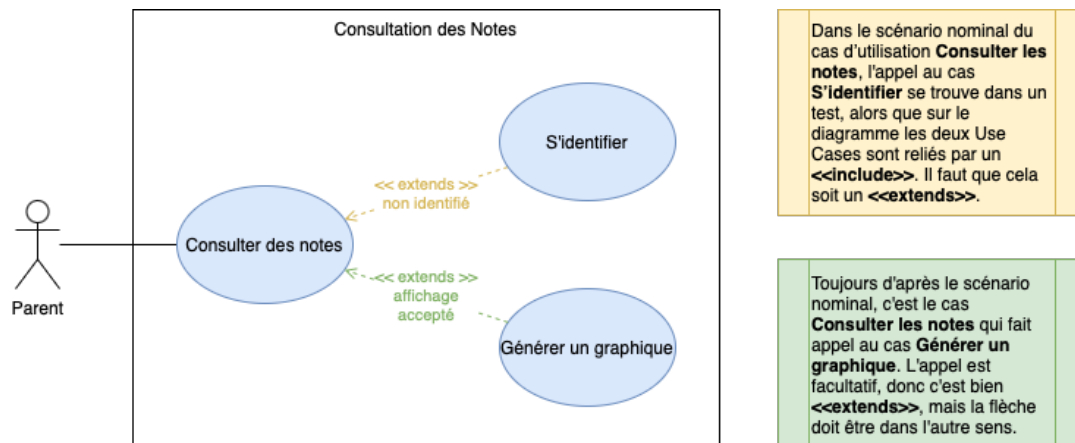 Consultation des Notes
S'identifier
<< extends >>
non identifié
Consulter des notes
<< extends >>
affichage
accepté
Générer un graphique
Parent
Dans le scénario nominal du
cas d'utilisation Consulter les
notes, l'appel au cas
S'identifier se trouve dans un
test, alors que sur le
diagramme les deux Use
Cases sont reliés par un
<<include>>. Il faut que cela
soit un <<extends>>.
Toujours d'après le scénario
nominal, c'est le cas
Consulter les notes qui fait
appel au cas Générer un
graphique. L'appel est
facultatif, donc c'est bien
<<extends>>, mais la flèche
doit être dans l'autre sens.